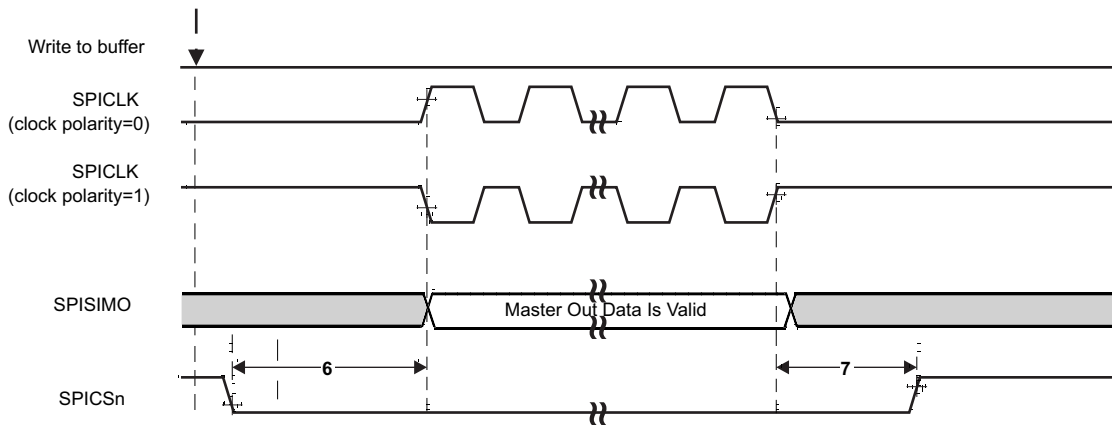 Write to buffer
SPICLK
(clock polarity=0)
SPICLK
(clock polarity=1)
SPISIMO
Master Out Data Is Valid
6
7
SPICSn